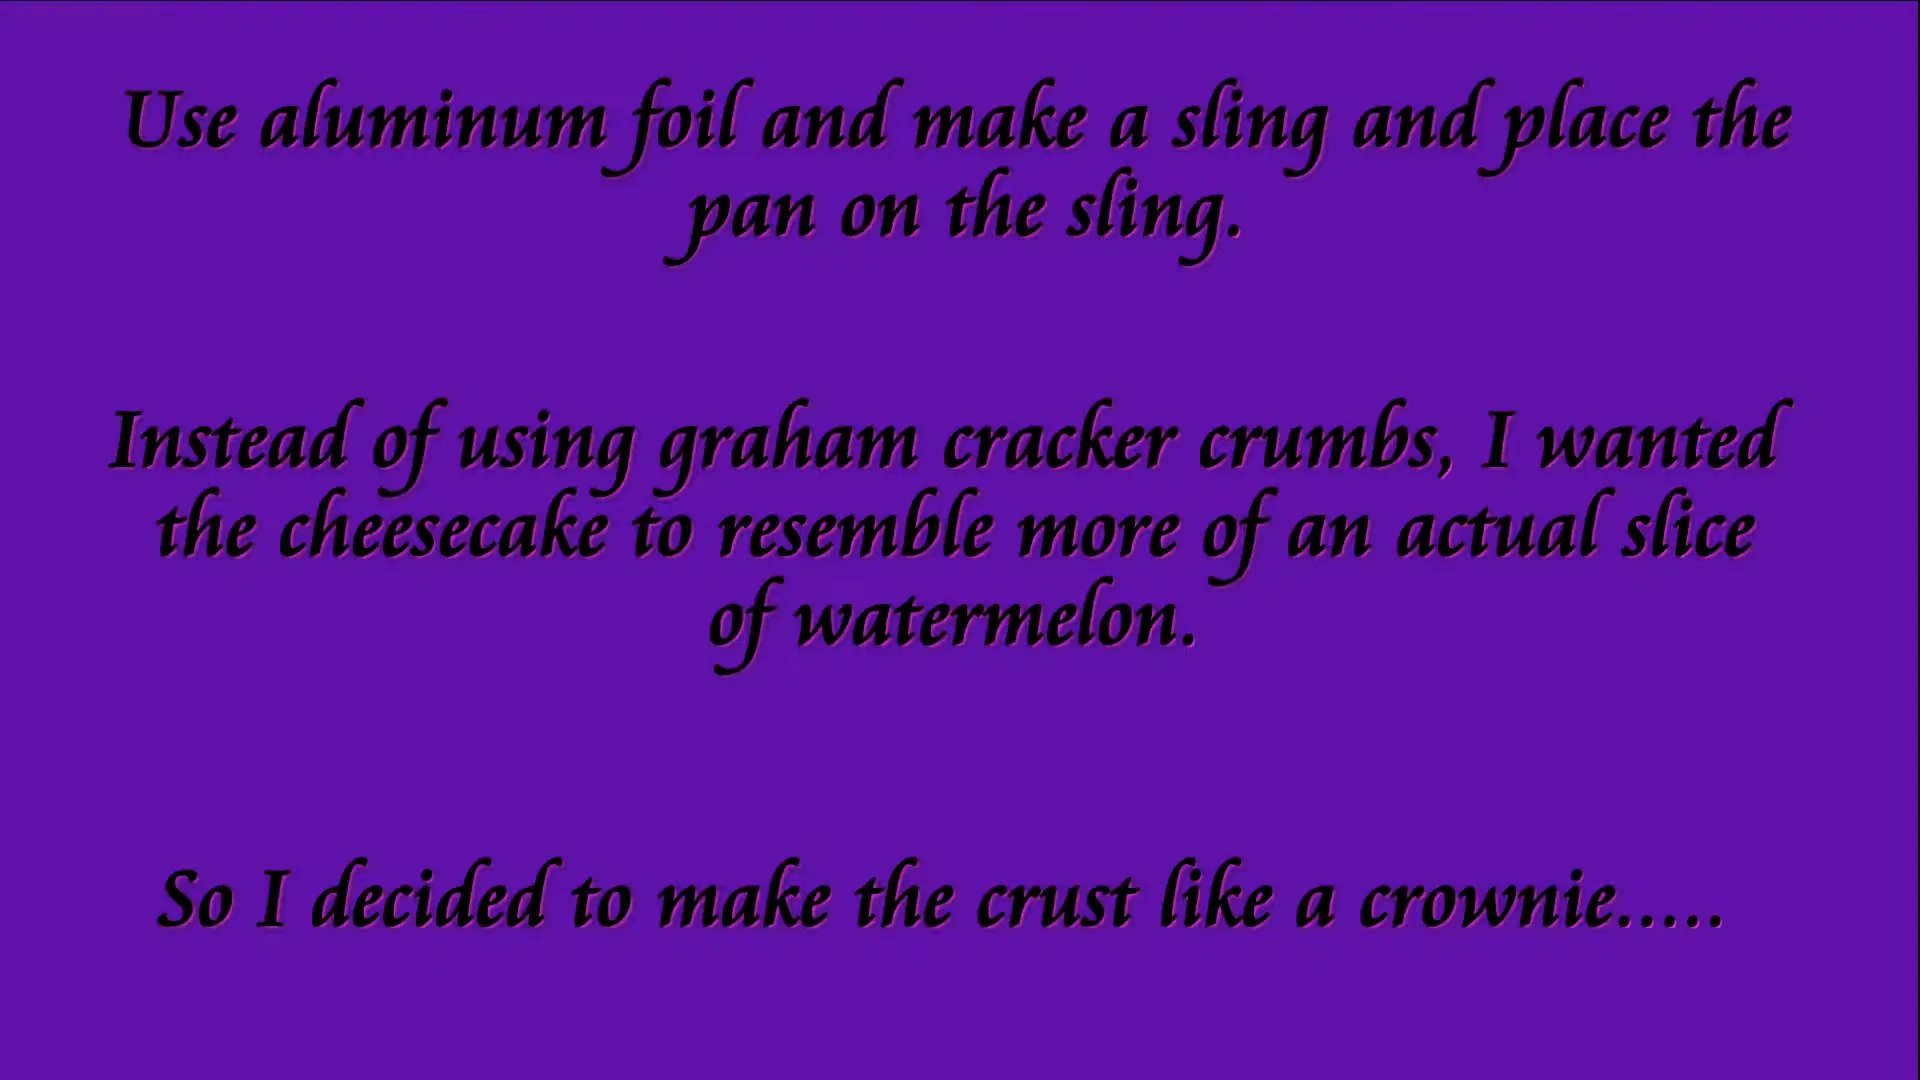 Use aluminum foil and make a sling and place the
pan on the sling.
Instead of using graham cracker crumbs, I wanted
the cheesecake to resemble more of an actual slice
of watermelon.
So I decided to make the crust like a crownie.....